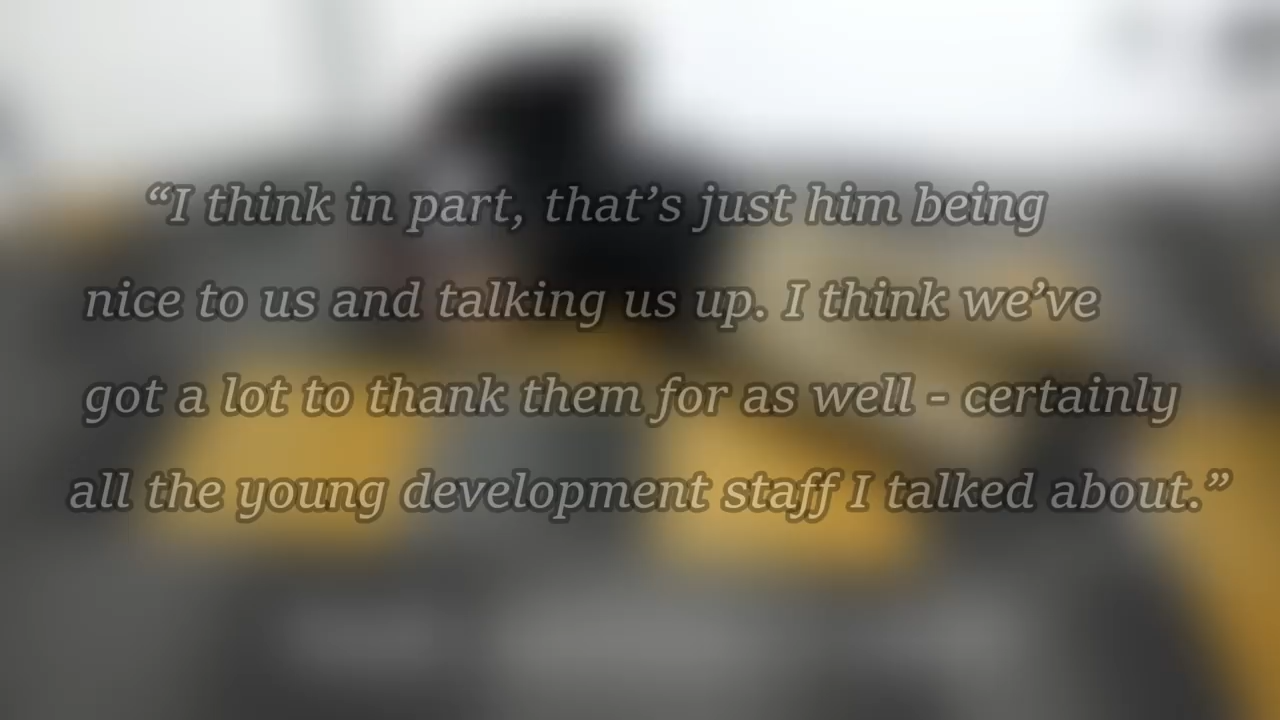 “I think in part, that’s just him being
nice to us and talking us up. I think we’ve
got a lot to thank them for as well - certainly
all the young development staff I talked about.”